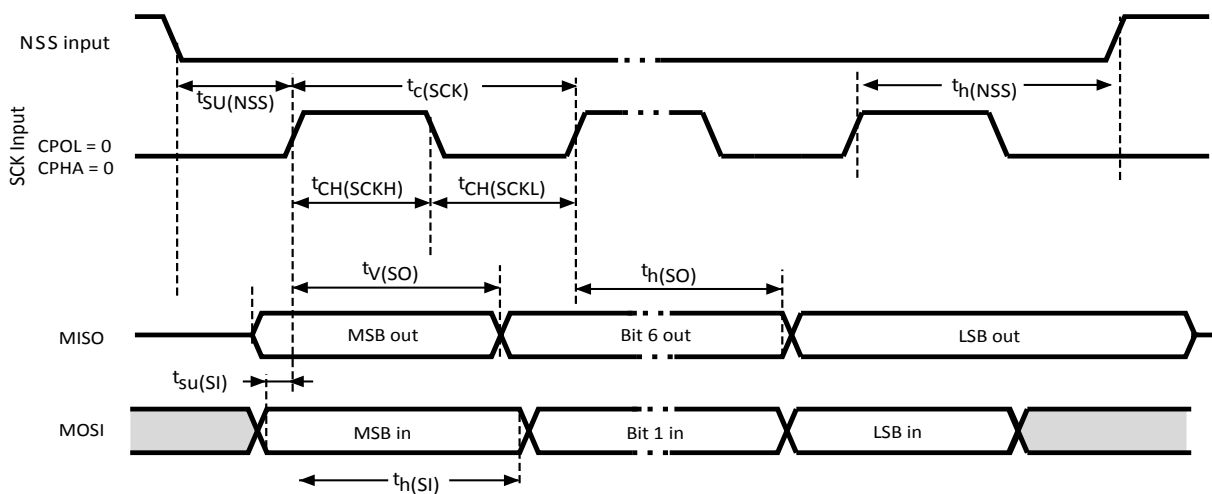 NSS input
tSU(NSS)
tc(SCK)
th(NSS)
SCK Input
CPOL = 0
CPHA = 0
tCH(SCKH)
tCH(SCKL)
tV(SO)
th(SO)
MISO
MSB out
Bit 6 out
LSB out
tsu(SI)
MOSI
MSB in
Bit 1 in
LSB in
th(SI)